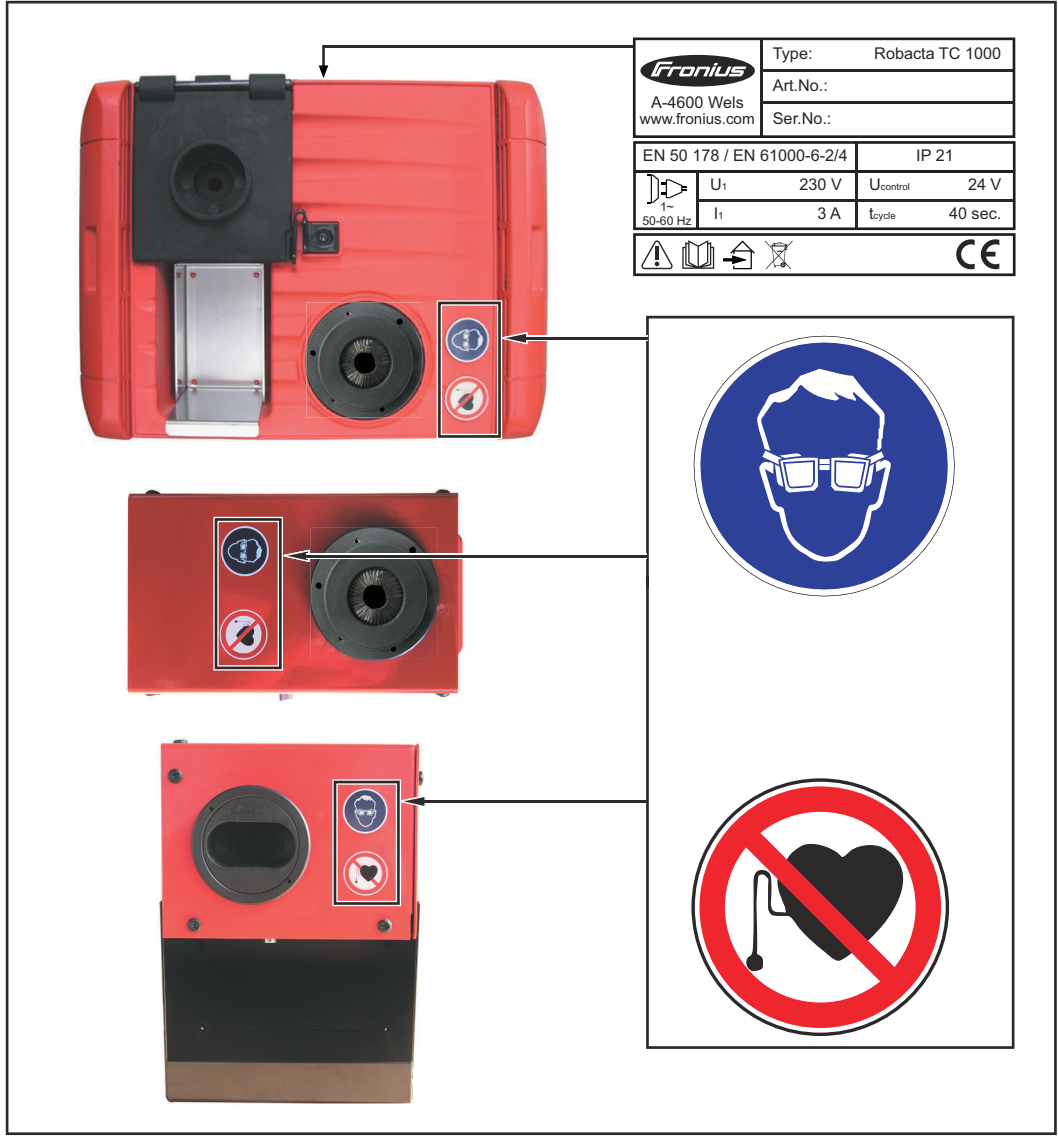 Fronius
A-4600 Wels
www.fronius.com
Type: Robacta TC 1000
Art.No.:
Ser.No.:
EN 50 178 / EN 61000-6-2/4 IP 21
1~
50-60 Hz
U1 230 V Ucontrol 24 V
I1 3 A tcycle 40 sec.
CE